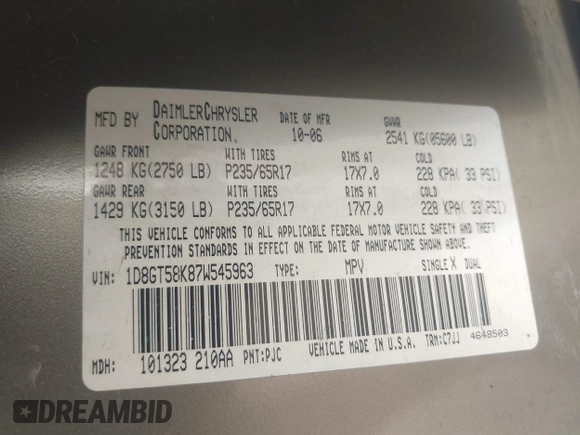 MFD BY DAIMLERCHRYSLER CORPORATION. DATE OF MFR 10-06 GVWR 2541 KG(05600 LB)
GAWR FRONT WITH TIRES RIMS AT COLD
1248 KG(2750 LB) P235/65R17 17X7.0 228 KPA( 33 PSI)
GAWR REAR WITH TIRES RIMS AT COLD
1429 KG(3150 LB) P235/65R17 17X7.0 228 KPA( 33 PSI)
THIS VEHICLE CONFORMS TO ALL APPLICABLE FEDERAL MOTOR VEHICLE SAFETY AND THEFT
PREVENTION STANDARDS IN EFFECT ON THE DATE OF MANUFACTURE SHOWN ABOVE.
VIN: 1D8GT58K87W545963 TYPE: MPV SINGLE X DUAL
MDH: 101323 210AA PNT:PJC VEHICLE MADE IN U.S.A. TRM:C7JJ 4648503
DREAMBID